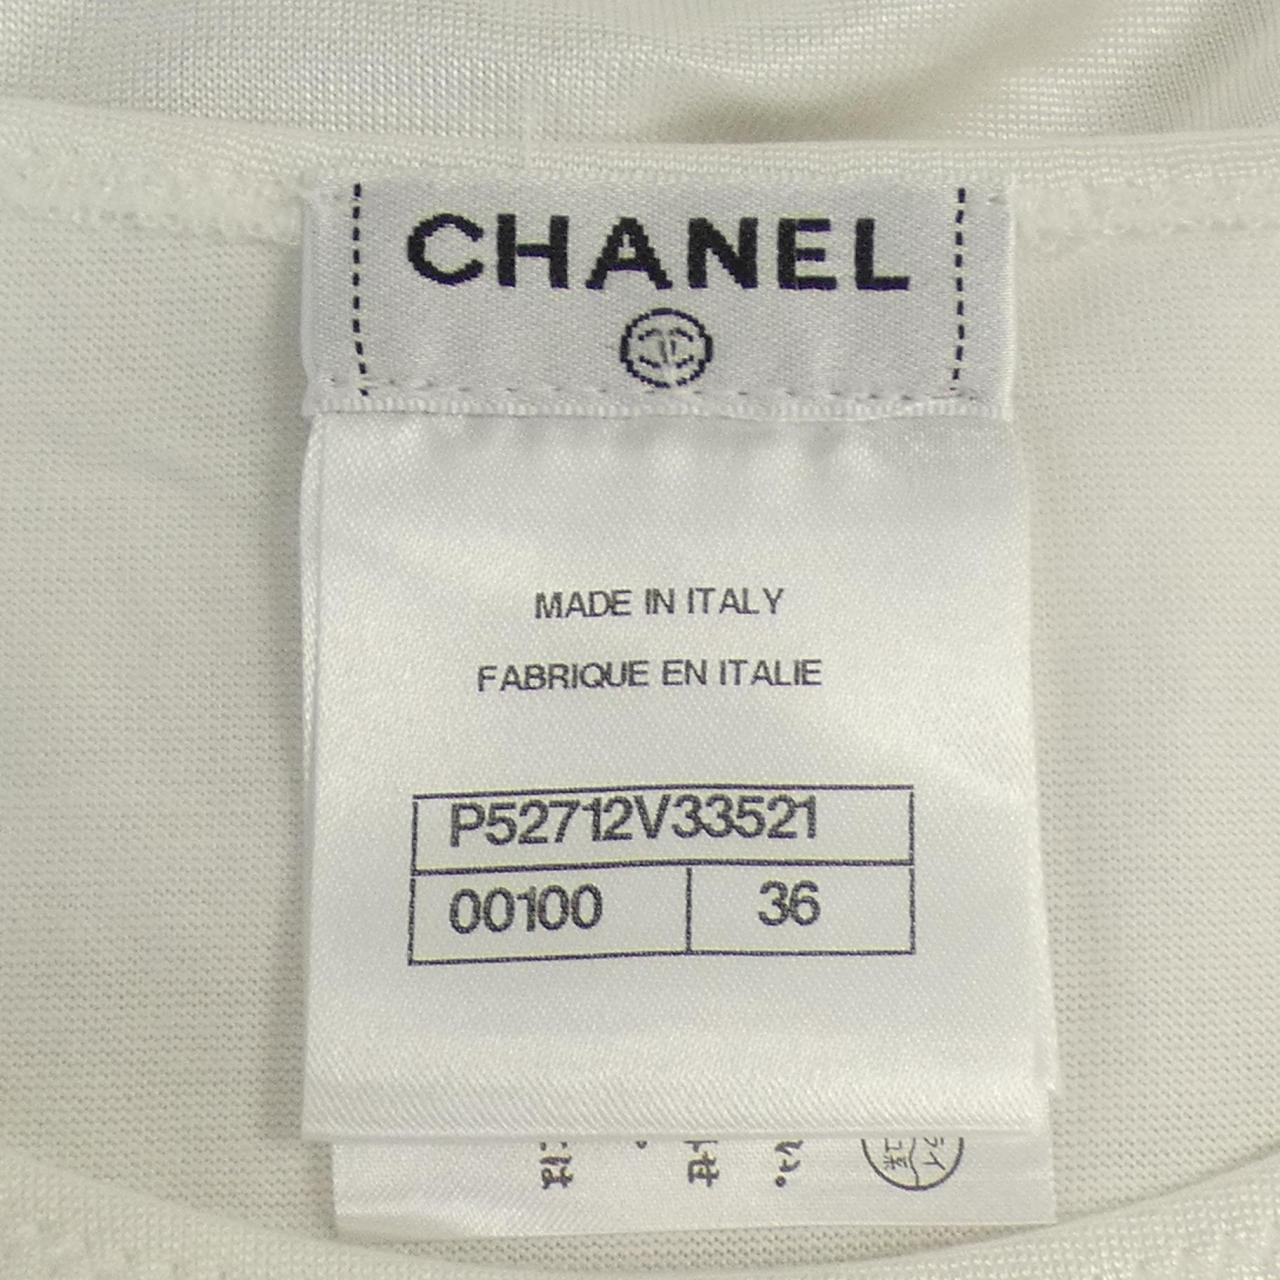 CHANEL
MADE IN ITALY
FABRIQUE EN ITALIE
P52712V33521
00100 36